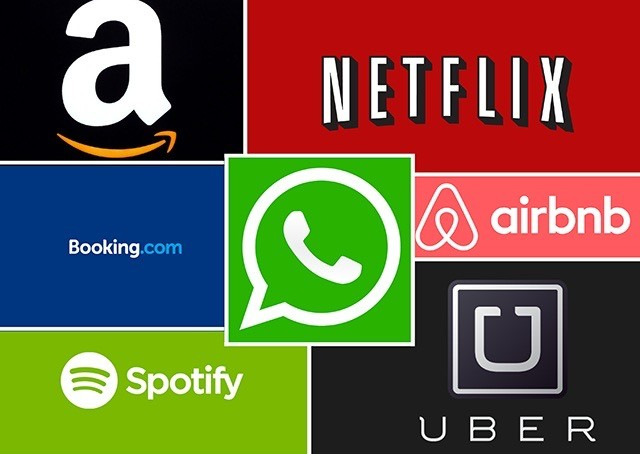 a
NETFLIX
Booking.com
airbnb
Spotify
U
UBER